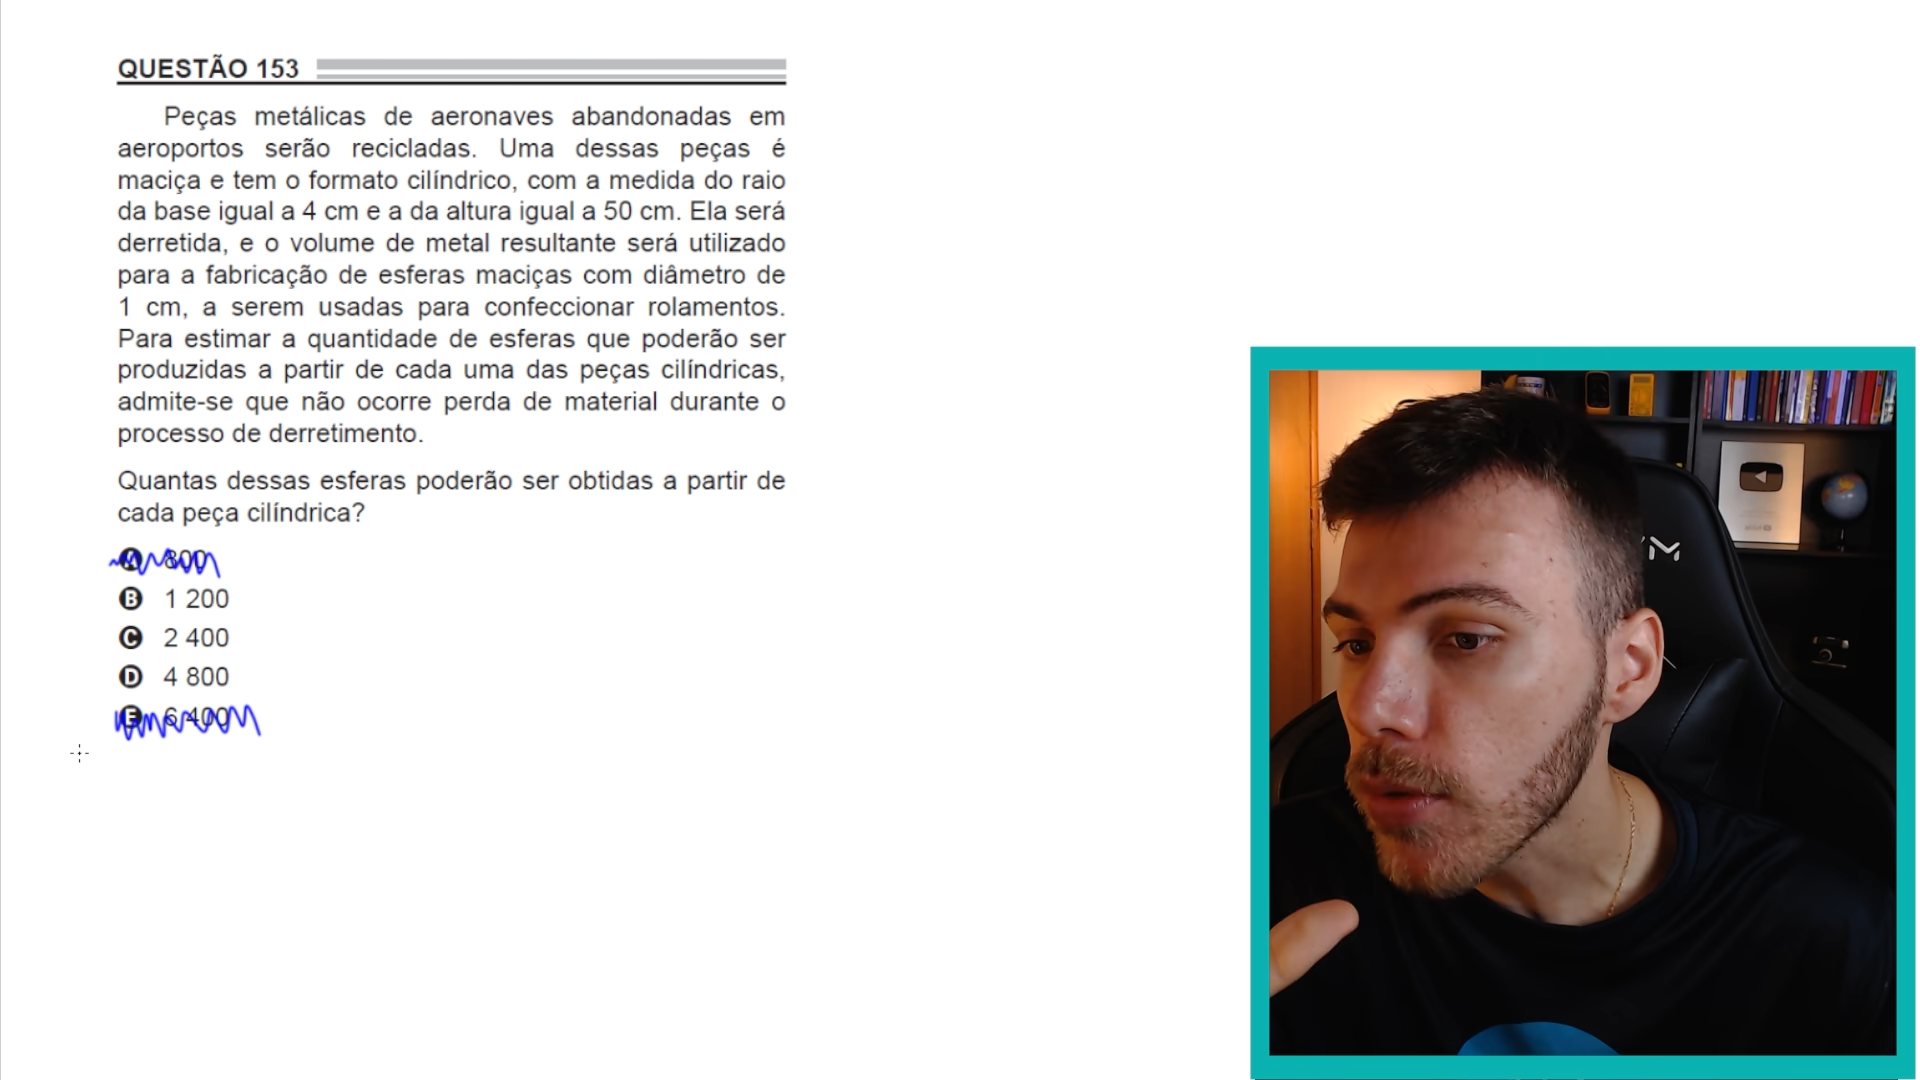 QUESTÃO 153
Peças metálicas de aeronaves abandonadas em
aeroportos serão recicladas. Uma dessas peças é
maciça e tem o formato cilíndrico, com a medida do raio
da base igual a 4 cm e a da altura igual a 50 cm. Ela será
derretida, e o volume de metal resultante será utilizado
para a fabricação de esferas maciças com diâmetro de
1 cm, a serem usadas para confeccionar rolamentos.
Para estimar a quantidade de esferas que poderão ser
produzidas a partir de cada uma das peças cilíndricas,
admite-se que não ocorre perda de material durante o
processo de derretimento.
Quantas dessas esferas poderão ser obtidas a partir de
cada peça cilíndrica?
A 800
B 1 200
C 2 400
D 4 800
E 6 400